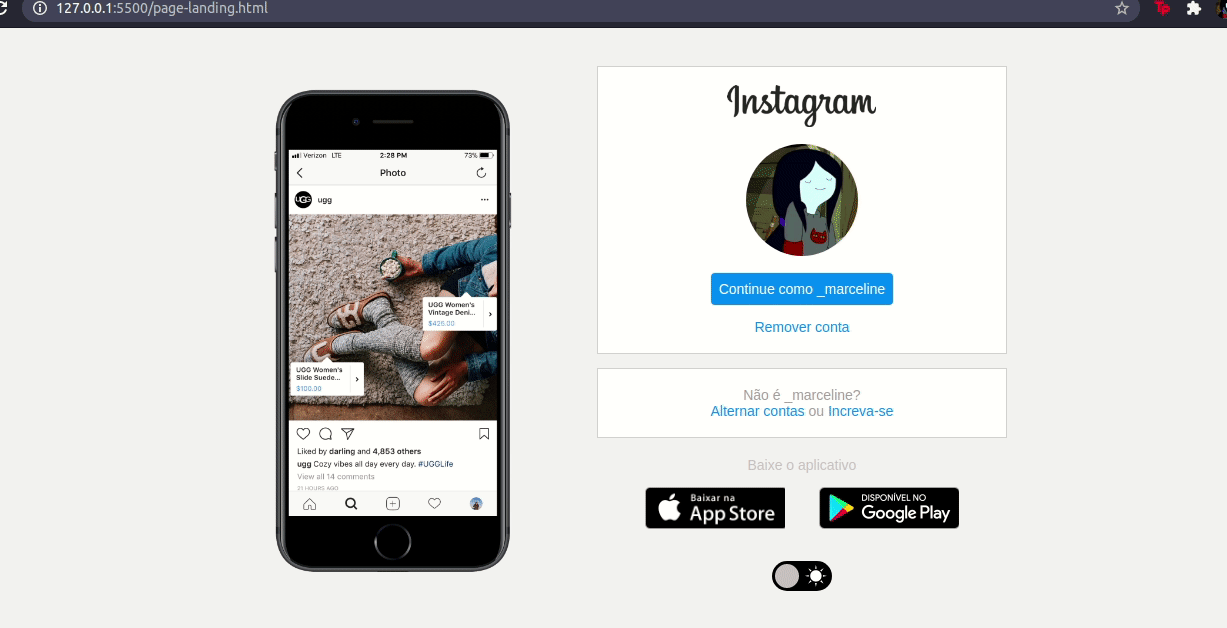 127.0.0.1:5500/page-landing.html
Verizon LTE 2:28 PM 73%
Photo
UGG ugg
UGG Women's
Vintage Deni...
$425.00
UGG Women's
Slide Suede...
$100.00
Liked by darling and 4,853 others
ugg Cozy vibes all day every day. #UGGLife
View all 14 comments
21 HOURS AGO
Instagram
Continue como _marceline
Remover conta
Não é _marceline?
Alternar contas ou Increva-se
Baixe o aplicativo
Baixar na
App Store
DISPONÍVEL NO
Google Play